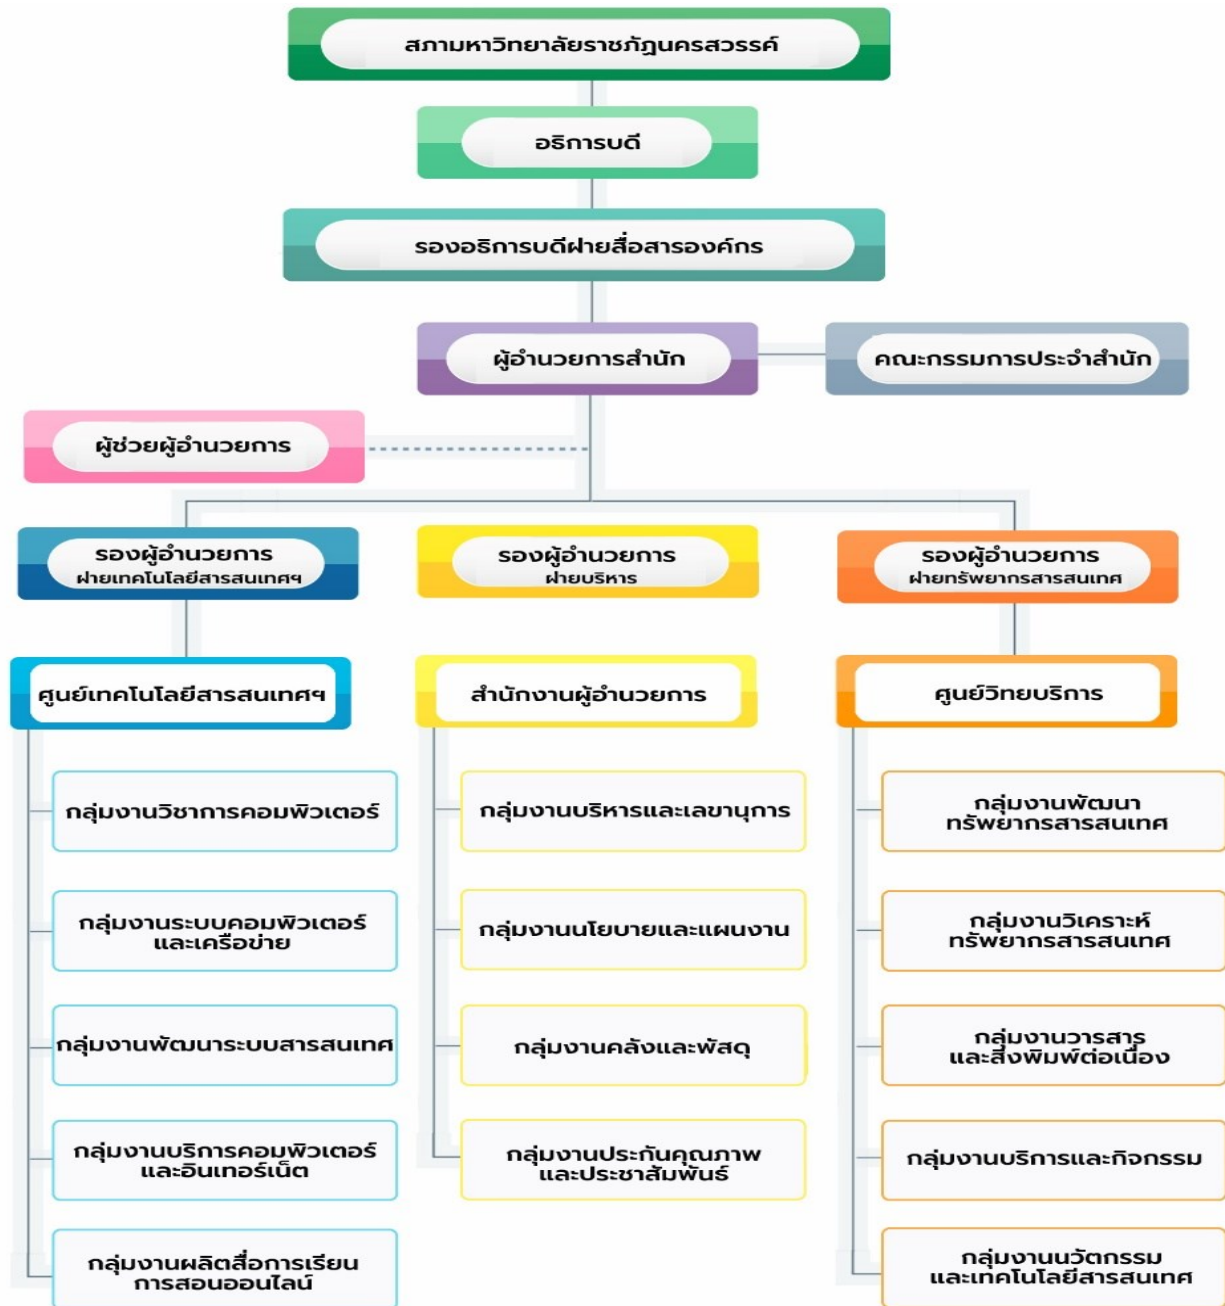 สภามหาวิทยาลัยราชภัฏนครสวรรค์
อธิการบดี
รองอธิการบดีฝ่ายสื่อสารองค์กร
ผู้อำนวยการสำนัก
คณะกรรมการประจำสำนัก
ผู้ช่วยผู้อำนวยการ
รองผู้อำนวยการ
ฝ่ายเทคโนโลยีสารสนเทศฯ
รองผู้อำนวยการ
ฝ่ายบริหาร
รองผู้อำนวยการ
ฝ่ายทรัพยากรสารสนเทศ
ศูนย์เทคโนโลยีสารสนเทศฯ
สำนักงานผู้อำนวยการ
ศูนย์วิทยบริการ
กลุ่มงานวิชาการคอมพิวเตอร์
กลุ่มงานระบบคอมพิวเตอร์
และเครือข่าย
กลุ่มงานพัฒนาระบบสารสนเทศ
กลุ่มงานบริการคอมพิวเตอร์
และอินเทอร์เน็ต
กลุ่มงานผลิตสื่อการเรียน
การสอนออนไลน์
กลุ่มงานบริหารและเลขานุการ
กลุ่มงานนโยบายและแผนงาน
กลุ่มงานคลังและพัสดุ
กลุ่มงานประกันคุณภาพ
และประชาสัมพันธ์
กลุ่มงานพัฒนา
ทรัพยากรสารสนเทศ
กลุ่มงานวิเคราะห์
ทรัพยากรสารสนเทศ
กลุ่มงานวารสาร
และสิ่งพิมพ์ต่อเนื่อง
กลุ่มงานบริการและกิจกรรม
กลุ่มงานนวัตกรรม
และเทคโนโลยีสารสนเทศ